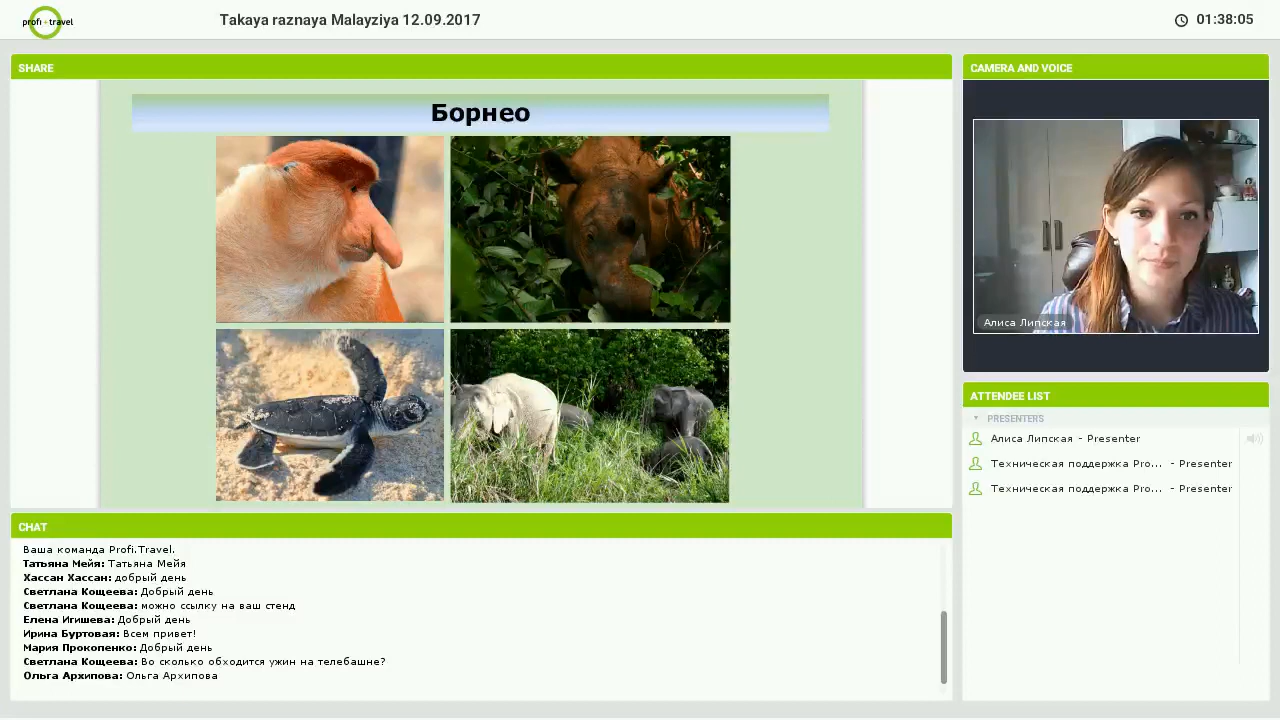 profi+travel
Takaya raznaya Malayziya 12.09.2017
01:38:05
SHARE
Борнео
CAMERA AND VOICE
Алиса Липская
ATTENDEE LIST
PRESENTERS
Алиса Липская - Presenter
Техническая поддержка Pro... - Presenter
Техническая поддержка Pro... - Presenter
CHAT
Ваша команда Profi.Travel.
Татьяна Мейя: Татьяна Мейя
Хассан Хассан: добрый день
Светлана Кощеева: Добрый день
Светлана Кощеева: можно ссылку на ваш стенд
Елена Игишева: Добрый день
Ирина Буртовая: Всем привет!
Мария Прокопенко: Добрый день
Светлана Кощеева: Во сколько обходится ужин на телебашне?
Ольга Архипова: Ольга Архипова